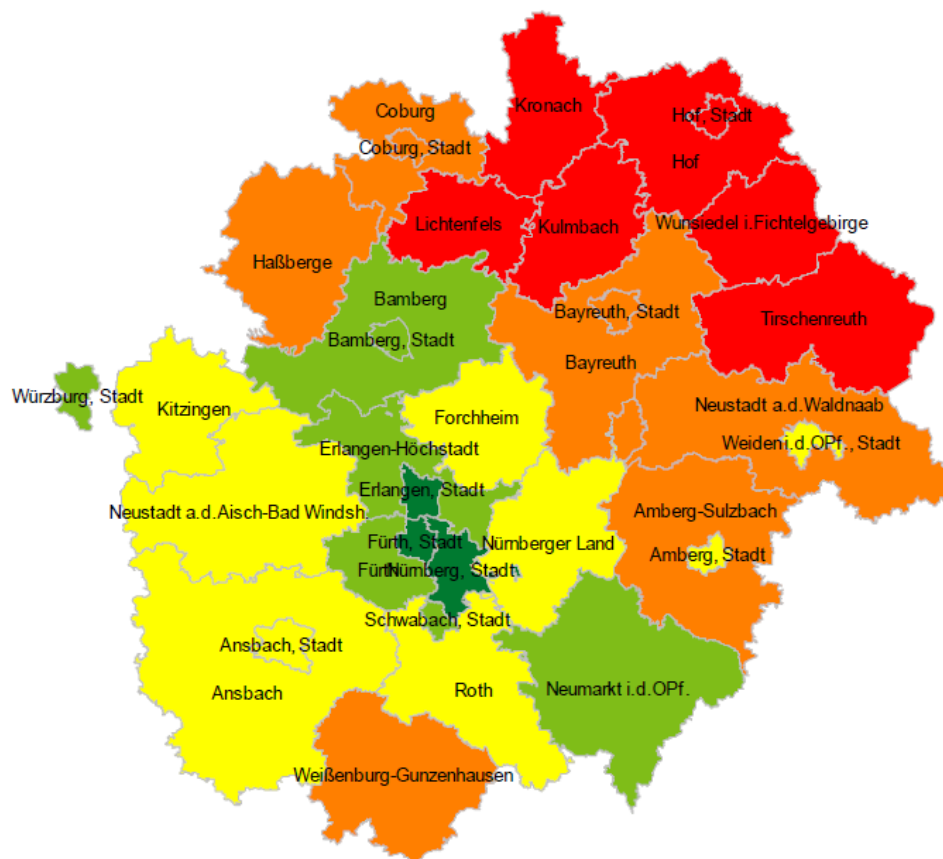 Kronach
Coburg
Hof, Stadt
Coburg, Stadt
Hof
Lichtenfels
Kulmbach
Wunsiedel i.Fichtelgebirge
Haßberge
Bamberg
Bayreuth, Stadt
Tirschenreuth
Bamberg, Stadt
Bayreuth
Würzburg, Stadt
Kitzingen
Forchheim
Neustadt a.d.Waldnaab
Weiden i.d.OPf., Stadt
Erlangen-Höchstadt
Erlangen, Stadt
Neustadt a.d.Aisch-Bad Windsh.
Amberg-Sulzbach
Fürth, Stadt
Nürnberger Land
Amberg, Stadt
Fürth
Nürnberg, Stadt
Schwabach, Stadt
Ansbach, Stadt
Ansbach
Roth
Neumarkt i.d.OPf.
Weißenburg-Gunzenhausen